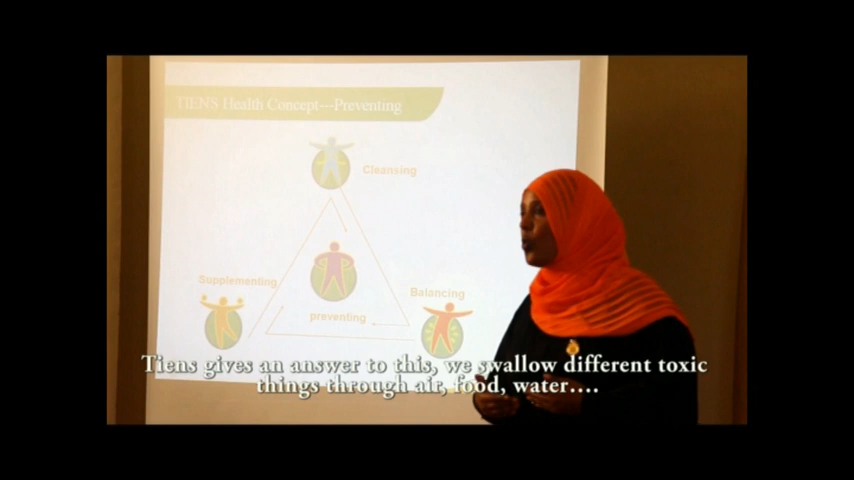 TIENS Health Concept—Preventing
Cleansing
Supplementing
Balancing
preventing
Tiens gives an answer to this, we swallow different toxic
things through air, food, water....